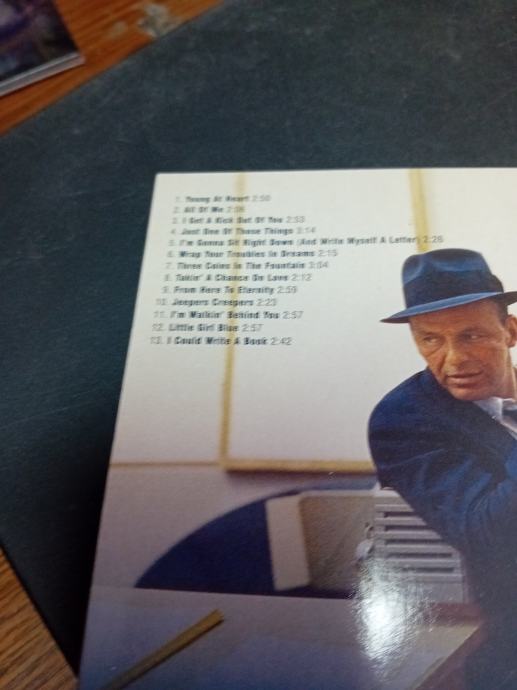 1. Young At Heart 2:50
2. All Of Me 2:08
3. I Get A Kick Out Of You 2:53
4. Just One Of Those Things 3:14
5. I'm Gonna Sit Right Down (And Write Myself A Letter) 2:26
6. Wrap Your Troubles In Dreams 2:15
7. Three Coins In The Fountain 3:04
8. Takin' A Chance On Love 2:12
9. From Here To Eternity 2:59
10. Jeepers Creepers 2:23
11. I'm Walkin' Behind You 2:57
12. Little Girl Blue 2:57
13. I Could Write A Book 2:42